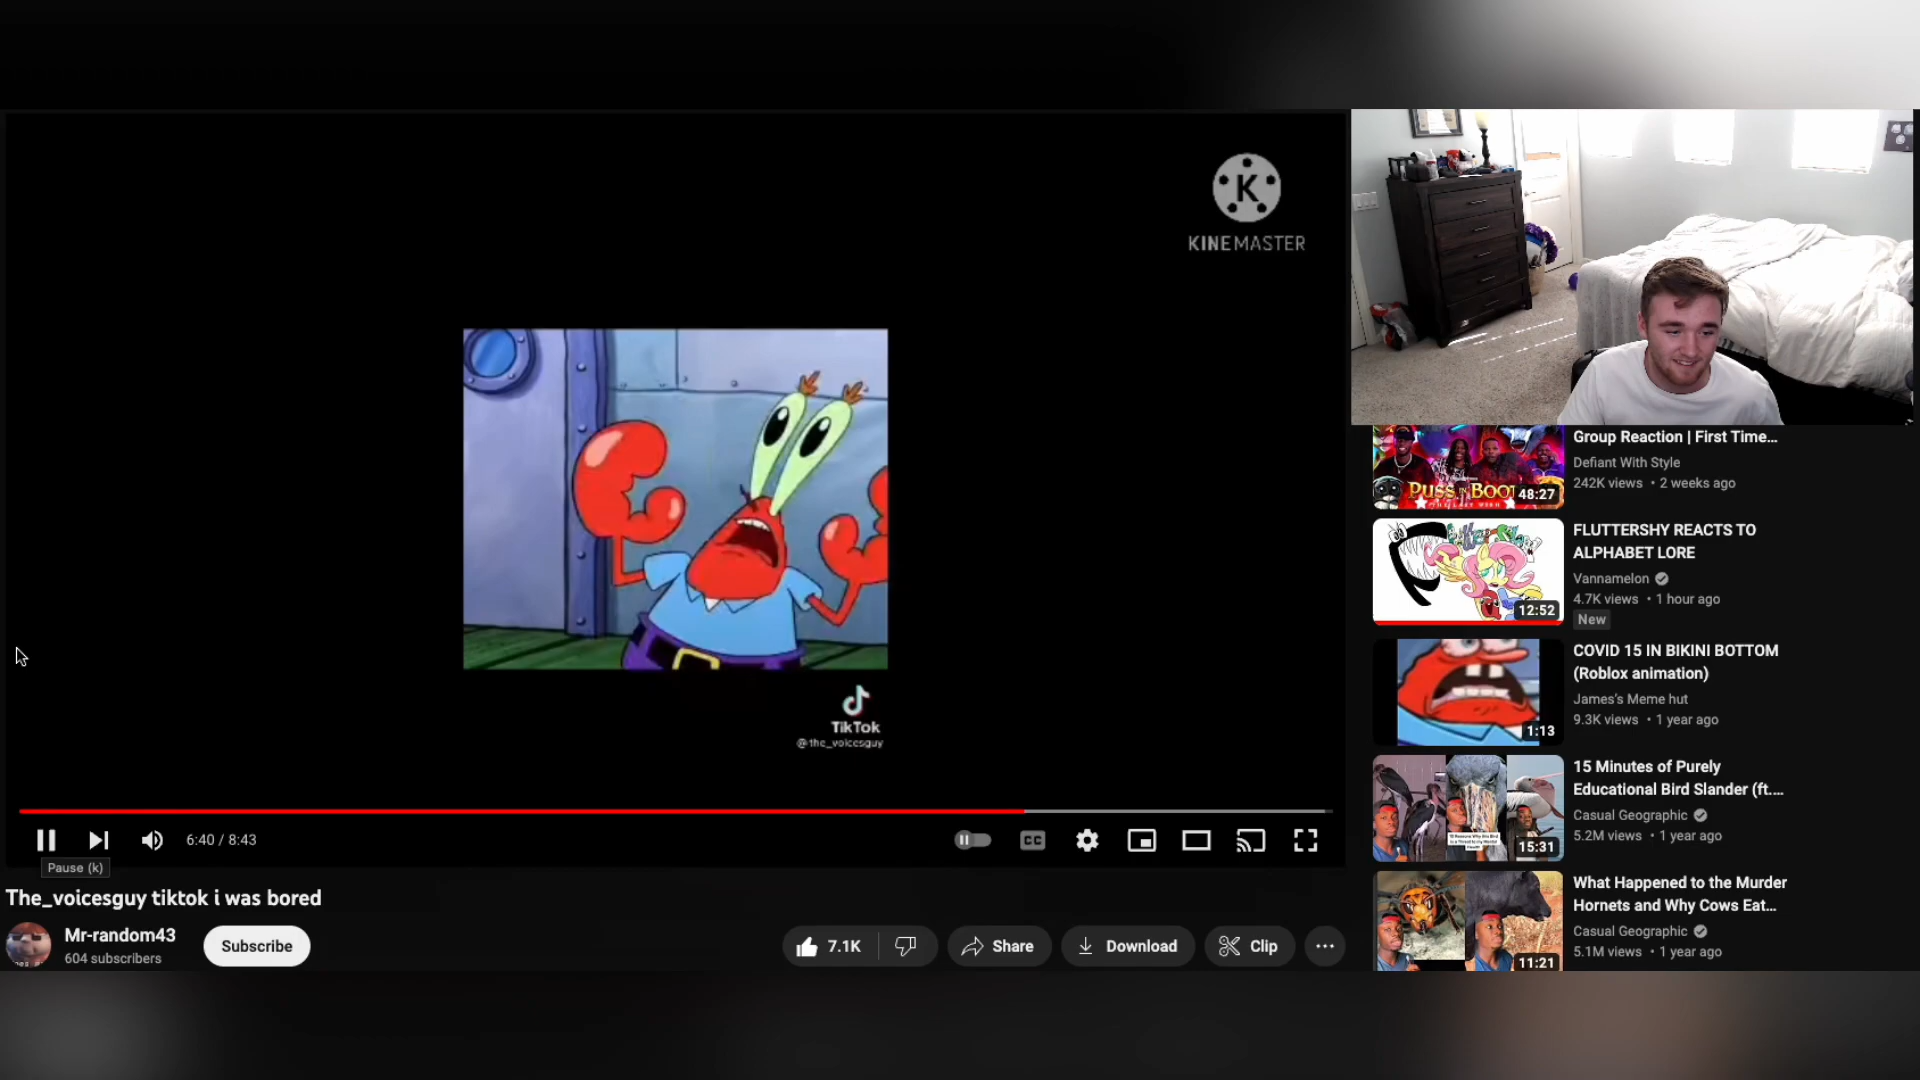 KINEMASTER
TikTok
@the_voicesguy
6:40 / 8:43
CC
Pause (k)
The_voicesguy tiktok i was bored
Mr-random43
604 subscribers
Subscribe
7.1K
Share
Download
Clip
PUSS IN BOO
48:27
Group Reaction | First Time...
Defiant With Style
242K views • 2 weeks ago
12:52
FLUTTERSHY REACTS TO
ALPHABET LORE
Vannamelon
4.7K views • 1 hour ago
New
1:13
COVID 15 IN BIKINI BOTTOM
(Roblox animation)
James's Meme hut
9.3K views • 1 year ago
15:31
15 Minutes of Purely
Educational Bird Slander (ft....
Casual Geographic
5.2M views • 1 year ago
11:21
What Happened to the Murder
Hornets and Why Cows Eat...
Casual Geographic
5.1M views • 1 year ago